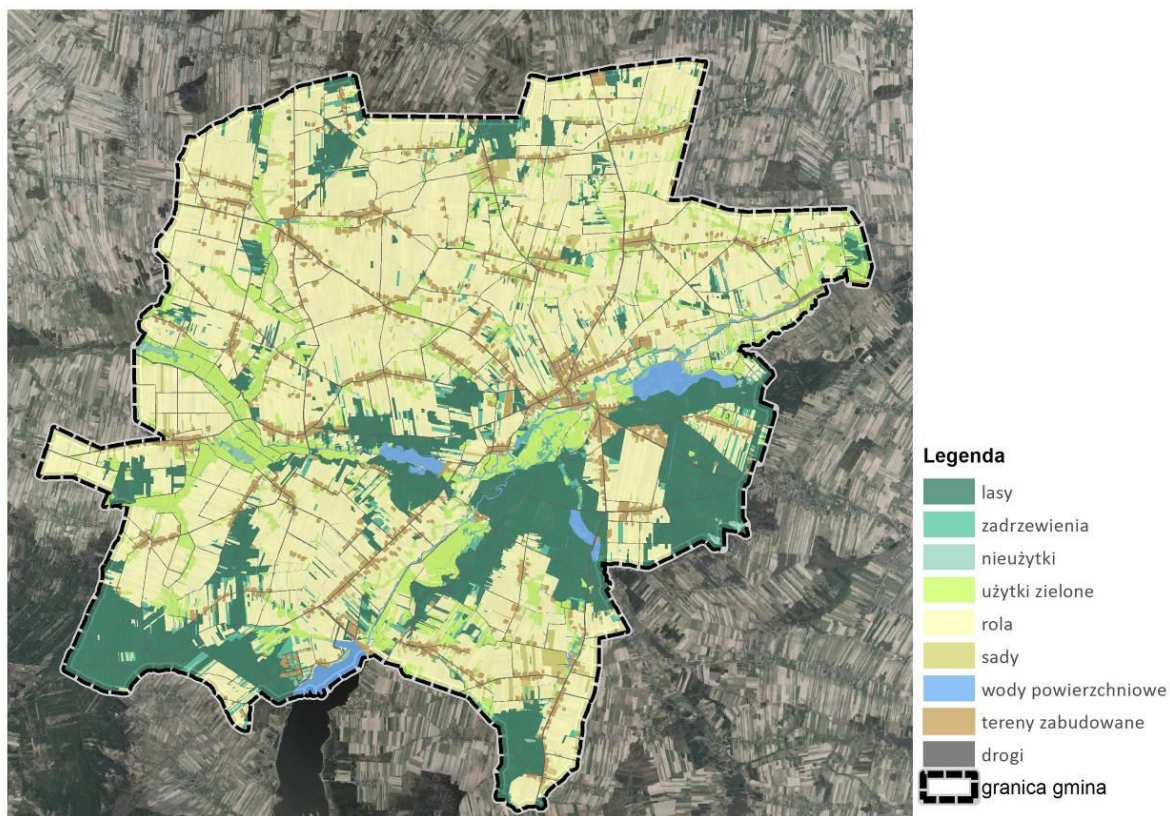 Legenda
lasy
zadrzewienia
nieużytki
użytki zielone
rola
sady
wody powierzchniowe
tereny zabudowane
drogi
granica gmina